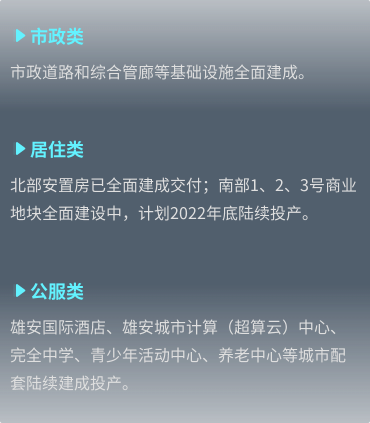 市政类
市政道路和综合管廊等基础设施全面建成。
居住类
北部安置房已全面建成交付；南部1、2、3号商业
地块全面建设中，计划2022年底陆续投产。
公服类
雄安国际酒店、雄安城市计算（超算云）中心、
完全中学、青少年活动中心、养老中心等城市配
套陆续建成投产。